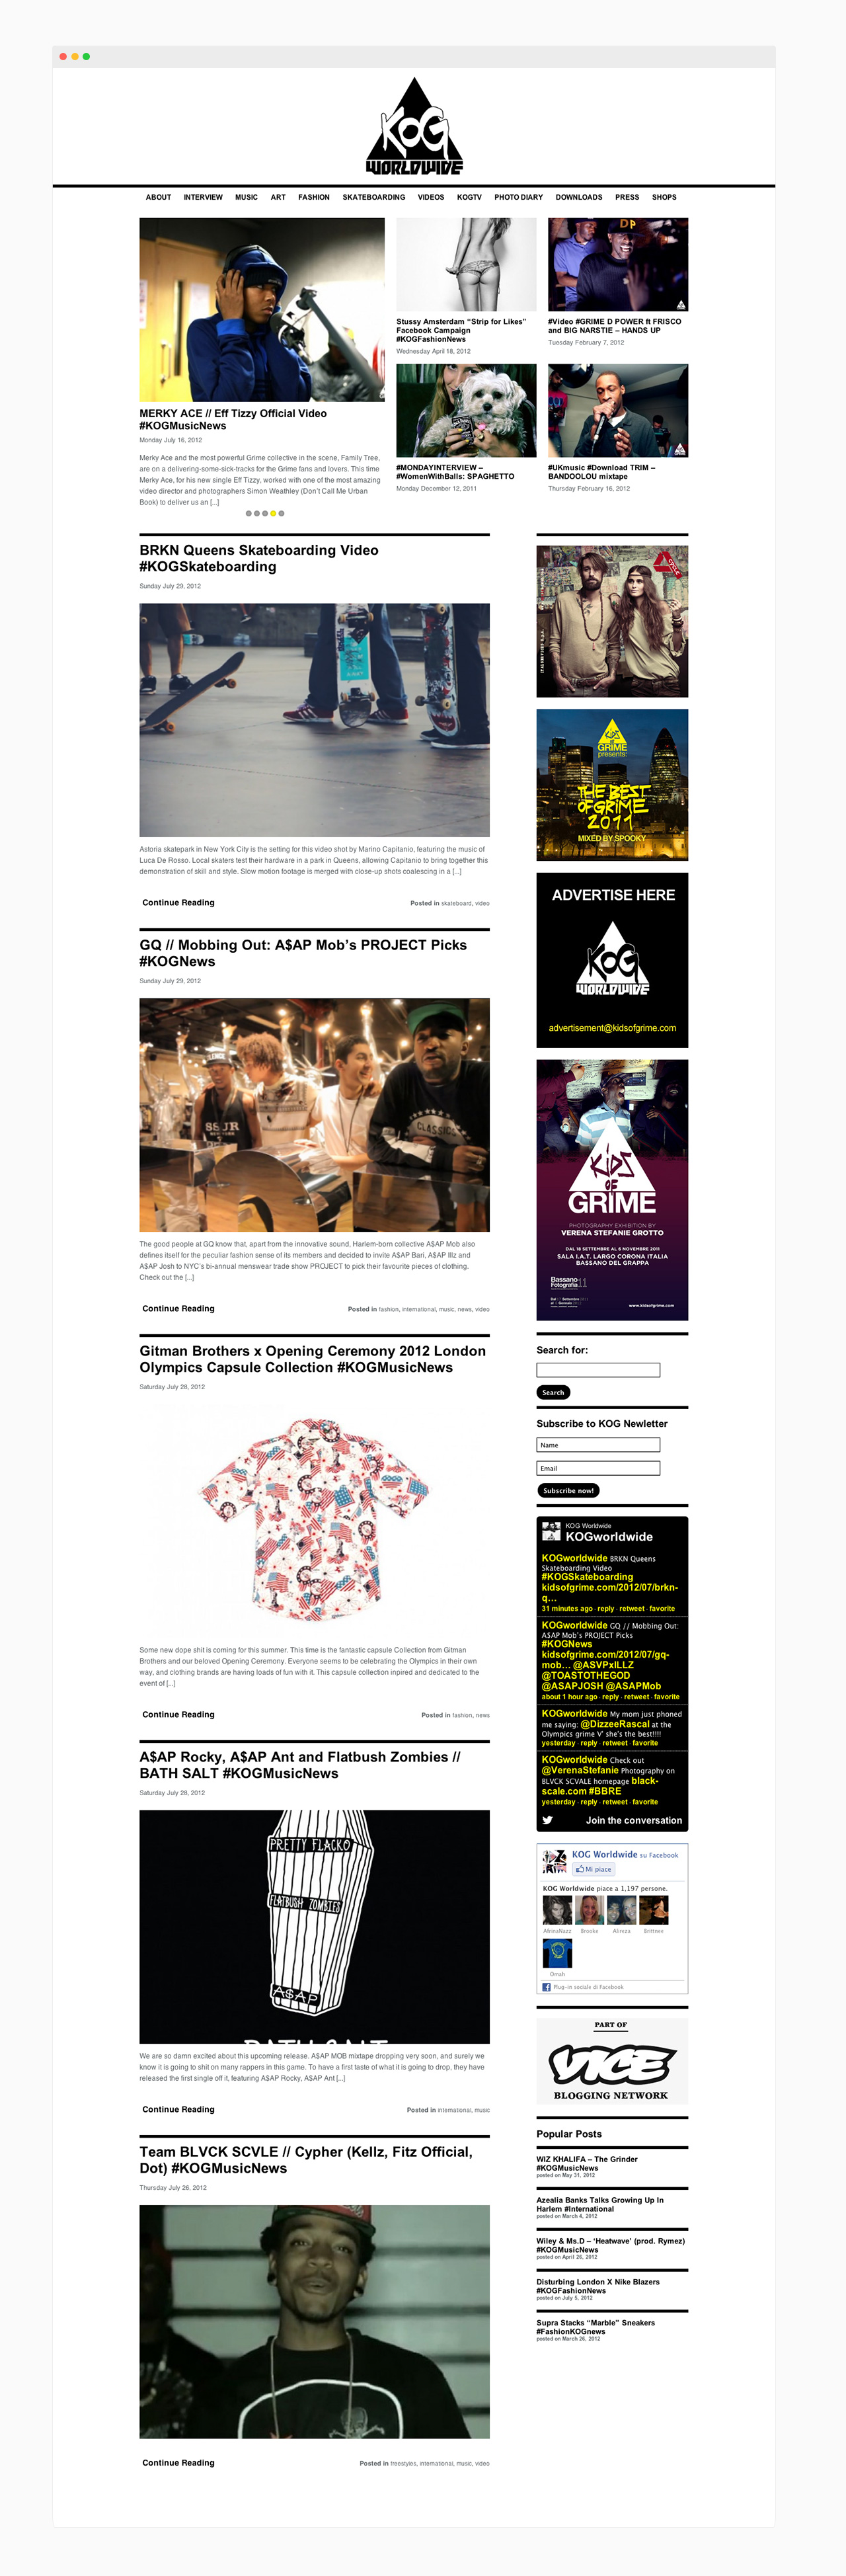 KOG
WORLDWIDE
ABOUT INTERVIEW MUSIC ART FASHION SKATEBOARDING VIDEOS KOGTV PHOTO DIARY DOWNLOADS PRESS SHOPS
MERKY ACE // Eff Tizzy Official Video
#KOGMusicNews
Monday July 16, 2012
Merky Ace and the most powerful Grime collective in the scene, Family Tree,
are on a delivering-some-sick-tracks for the Grime fans and lovers. This time
Merky Ace, for his new single Eff Tizzy, worked with one of the most amazing
video director and photographers Simon Weathley (Don't Call Me Urban
Book) to deliver us an [...]
Stussy Amsterdam “Strip for Likes”
Facebook Campaign
#KOGFashionNews
Wednesday April 18, 2012
#Video #GRIME D POWER ft FRISCO
and BIG NARSTIE – HANDS UP
Tuesday February 7, 2012
#MONDAYINTERVIEW –
#WomenWithBalls: SPAGHETTO
Monday December 12, 2011
#UKmusic #Download TRIM –
BANDOOLOU mixtape
Thursday February 16, 2012
BRKN Queens Skateboarding Video
#KOGSkateboarding
Sunday July 29, 2012
Astoria skatepark in New York City is the setting for this video shot by Marino Capitanio, featuring the music of
Luca De Rosso. Local skaters test their hardware in a park in Queens, allowing Capitanio to bring together this
demonstration of skill and style. Slow motion footage is merged with close-up shots coalescing in a [...]
Continue Reading
Posted in skateboard, video
GQ // Mobbing Out: A$AP Mob’s PROJECT Picks
#KOGNews
Sunday July 29, 2012
SSUR
CLASSICS
The good people at GQ know that, apart from the innovative sound, Harlem-born collective A$AP Mob also
defines itself for the peculiar fashion sense of its members and decided to invite A$AP Bari, A$AP Illz and
A$AP Josh to NYC’s bi-annual menswear trade show PROJECT to pick their favourite pieces of clothing.
Check out the [...]
Continue Reading
Posted in fashion, international, music, news, video
Gitman Brothers x Opening Ceremony 2012 London
Olympics Capsule Collection #KOGMusicNews
Saturday July 28, 2012
Some new dope shit is coming for this summer. This time is the fantastic capsule Collection from Gitman
Brothers and our beloved Opening Ceremony. Everyone seems to be celebrating the Olympics in their own
way, and clothing brands are having loads of fun with it. This capsule collection inpired and dedicated to the
event of [...]
Continue Reading
Posted in fashion, news
A$AP Rocky, A$AP Ant and Flatbush Zombies //
BATH SALT #KOGMusicNews
Saturday July 28, 2012
PRETTY FLACKO
FLATBUSH ZOMBIES
A$AP
BATH SALT
We are so damn excited about this upcoming release. A$AP MOB mixtape dropping very soon, and surely we
know it is going to shit on many rappers in this game. To have a first taste of what it is going to drop, they have
released the first single off it, featuring A$AP Rocky, A$AP Ant [...]
Continue Reading
Posted in international, music
Team BLVCK SCVLE // Cypher (Kellz, Fitz Official,
Dot) #KOGMusicNews
Thursday July 26, 2012
Continue Reading
Posted in freestyles, international, music, video
GRIME
presents:
THE BEST
OF GRIME
2011
MIXED BY SPOOKY
ADVERTISE HERE
KOG
WORLDWIDE
advertisement@kidsofgrime.com
KIDS
OF
GRIME
PHOTOGRAPHY EXHIBITION BY
VERENA STEFANIE GROTTO
DAL 18 SETTEMBRE AL 6 NOVEMBRE 2011
SALA I.A.T. LARGO CORONA ITALIA
BASSANO DEL GRAPPA
Bassano
Fotografia11
www.kidsofgrime.com
Search for:
Search
Subscribe to KOG Newletter
Name
Email
Subscribe now!
KOG Worldwide
KOGworldwide
KOGworldwide BRKN Queens
Skateboarding Video
#KOGSkateboarding
kidsofgrime.com/2012/07/brkn-
q…
31 minutes ago · reply · retweet · favorite
KOGworldwide GQ // Mobbing Out:
A$AP Mob’s PROJECT Picks
#KOGNews
kidsofgrime.com/2012/07/gq-
mob… @ASVPxILLZ
@TOASTOTHEGOD
@ASAPJOSH @ASAPMob
about 1 hour ago · reply · retweet · favorite
KOGworldwide My mom just phoned
me saying: @DizzeeRascal at the
Olympics grime V' she's the best!!!!
yesterday · reply · retweet · favorite
KOGworldwide Check out
@VerenaStefanie Photography on
BLVCK SCVALE homepage black-
scale.com #BBRE
yesterday · reply · retweet · favorite
Join the conversation
KOG Worldwide su Facebook
Mi piace
KOG Worldwide piace a 1,197 persone.
AfrinaNazz Brooke Alireza Brittnee
Omah
Plug-in sociale di Facebook
PART OF
VICE
BLOGGING NETWORK
Popular Posts
WIZ KHALIFA – The Grinder
#KOGMusicNews
posted on May 31, 2012
Azealia Banks Talks Growing Up In
Harlem #International
posted on March 4, 2012
Wiley & Ms.D – ‘Heatwave’ (prod. Rymez)
#KOGMusicNews
posted on April 26, 2012
Disturbing London X Nike Blazers
#KOGFashionNews
posted on July 5, 2012
Supra Stacks “Marble” Sneakers
#FashionKOGnews
posted on March 26, 2012